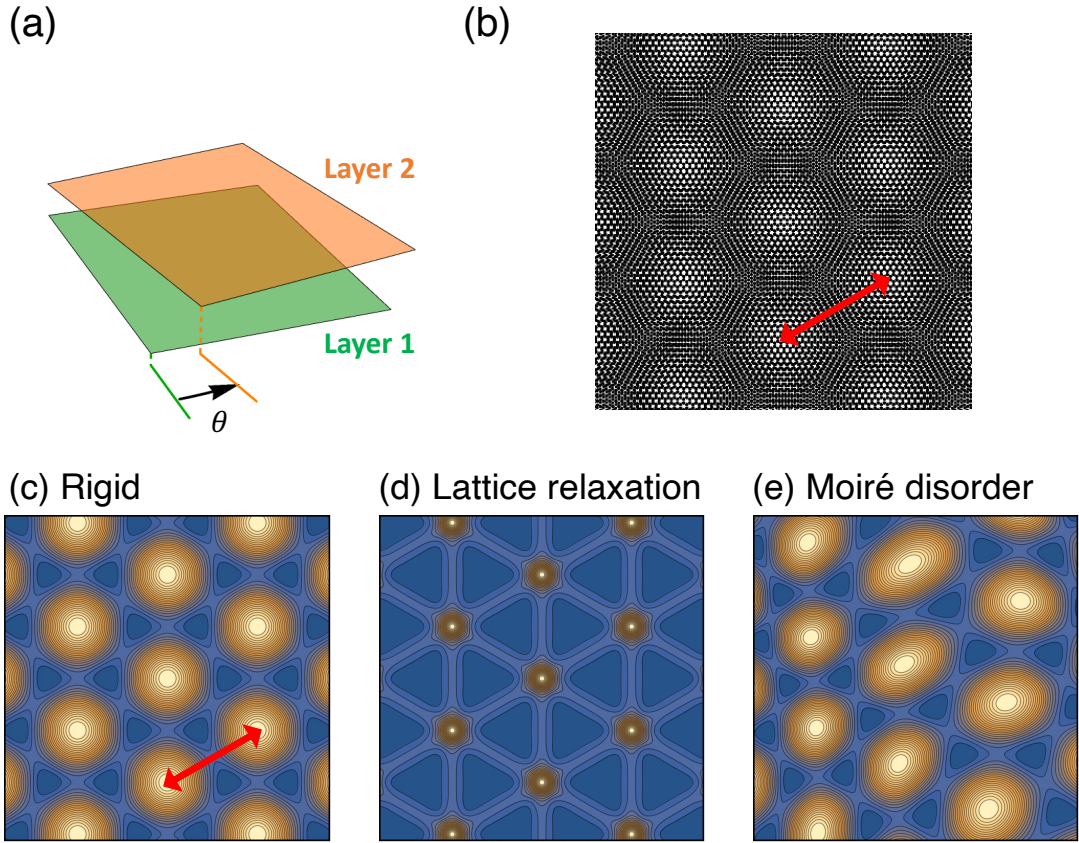 (a)
(b)
Layer 2
Layer 1
θ
(c) Rigid
(d) Lattice relaxation
(e) Moiré disorder